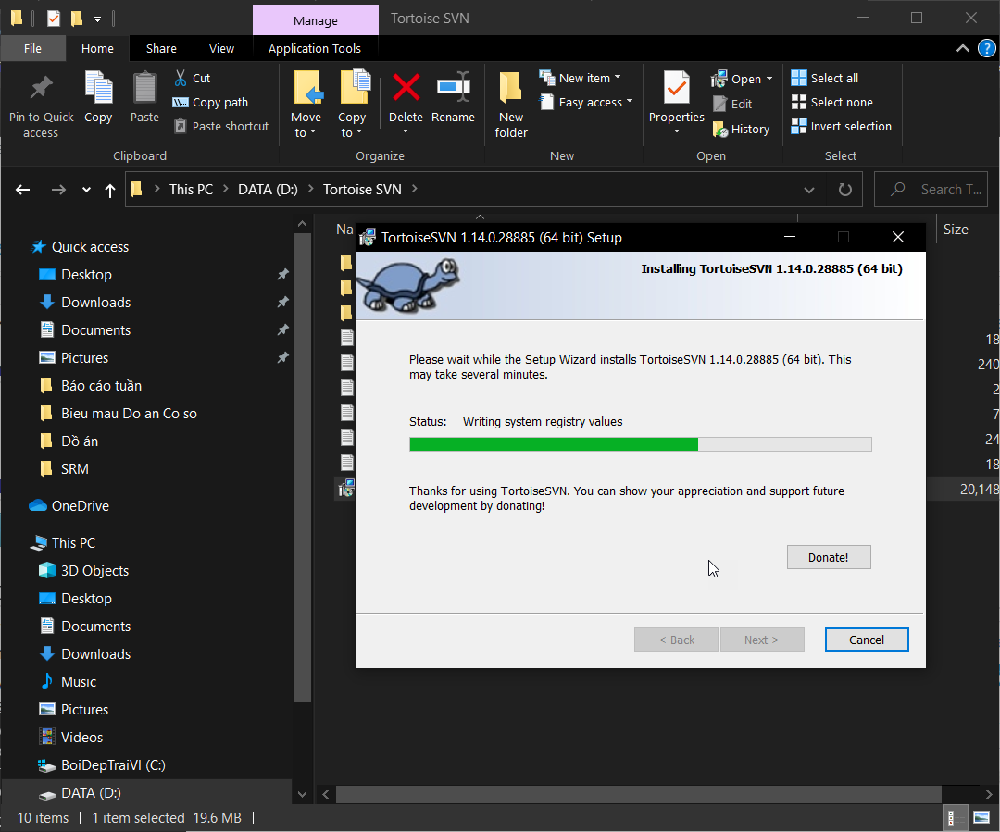 Manage
Tortoise SVN
File
Home
Share
View
Application Tools
Pin to Quick access
Copy
Paste
Cut
Copy path
Paste shortcut
Move to
Copy to
Delete
Rename
New folder
New item
Easy access
Properties
Open
Edit
History
Select all
Select none
Invert selection
Clipboard
Organize
New
Open
Select
This PC
DATA (D:)
Tortoise SVN
Search T...
Na
Size
Quick access
Desktop
Downloads
Documents
Pictures
Báo cáo tuần
Bieu mau Do an Co so
Đồ án
SRM
OneDrive
This PC
3D Objects
Desktop
Documents
Downloads
Music
Pictures
Videos
BoiDepTraiVl (C:)
DATA (D:)
TortoiseSVN 1.14.0.28885 (64 bit) Setup
Installing TortoiseSVN 1.14.0.28885 (64 bit)
Please wait while the Setup Wizard installs TortoiseSVN 1.14.0.28885 (64 bit). This
may take several minutes.
Status: Writing system registry values
Thanks for using TortoiseSVN. You can show your appreciation and support future
development by donating!
Donate!
< Back
Next >
Cancel
18
240
2
7
24
18
20,148
10 items
1 item selected 19.6 MB